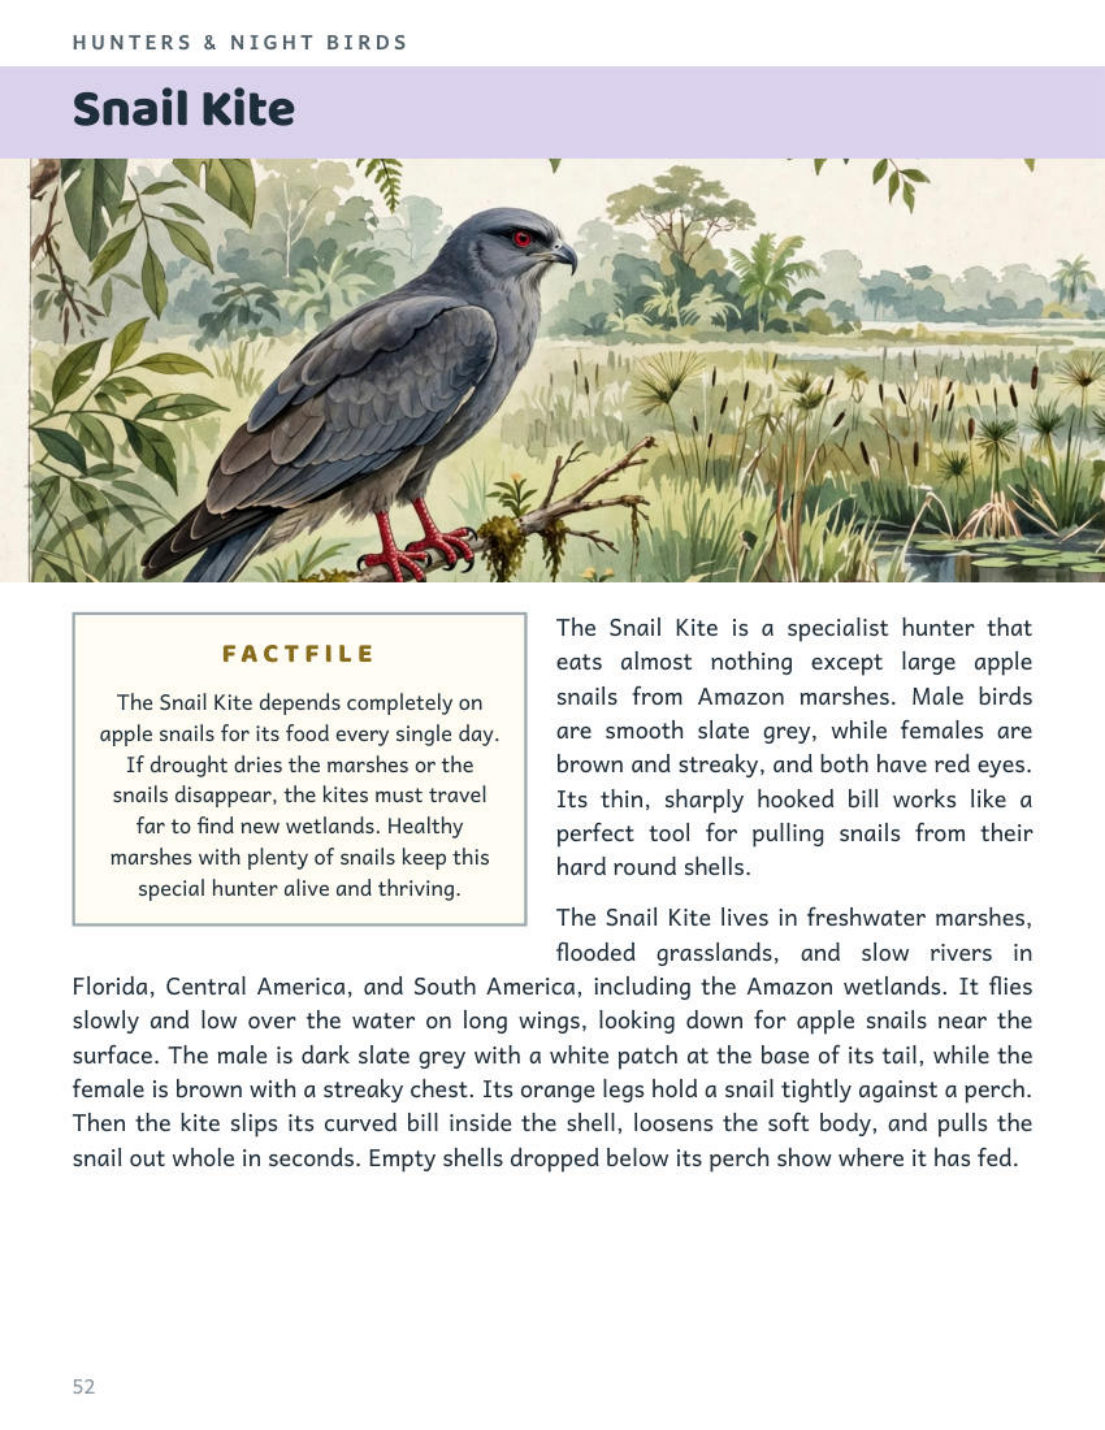 HUNTERS & NIGHT BIRDS
Snail Kite
FACTFILE
The Snail Kite depends completely on
apple snails for its food every single day.
If drought dries the marshes or the
snails disappear, the kites must travel
far to find new wetlands. Healthy
marshes with plenty of snails keep this
special hunter alive and thriving.
The Snail Kite is a specialist hunter that
eats almost nothing except large apple
snails from Amazon marshes. Male birds
are smooth slate grey, while females are
brown and streaky, and both have red eyes.
Its thin, sharply hooked bill works like a
perfect tool for pulling snails from their
hard round shells.
The Snail Kite lives in freshwater marshes,
flooded grasslands, and slow rivers in
Florida, Central America, and South America, including the Amazon wetlands. It flies
slowly and low over the water on long wings, looking down for apple snails near the
surface. The male is dark slate grey with a white patch at the base of its tail, while the
female is brown with a streaky chest. Its orange legs hold a snail tightly against a perch.
Then the kite slips its curved bill inside the shell, loosens the soft body, and pulls the
snail out whole in seconds. Empty shells dropped below its perch show where it has fed.
52